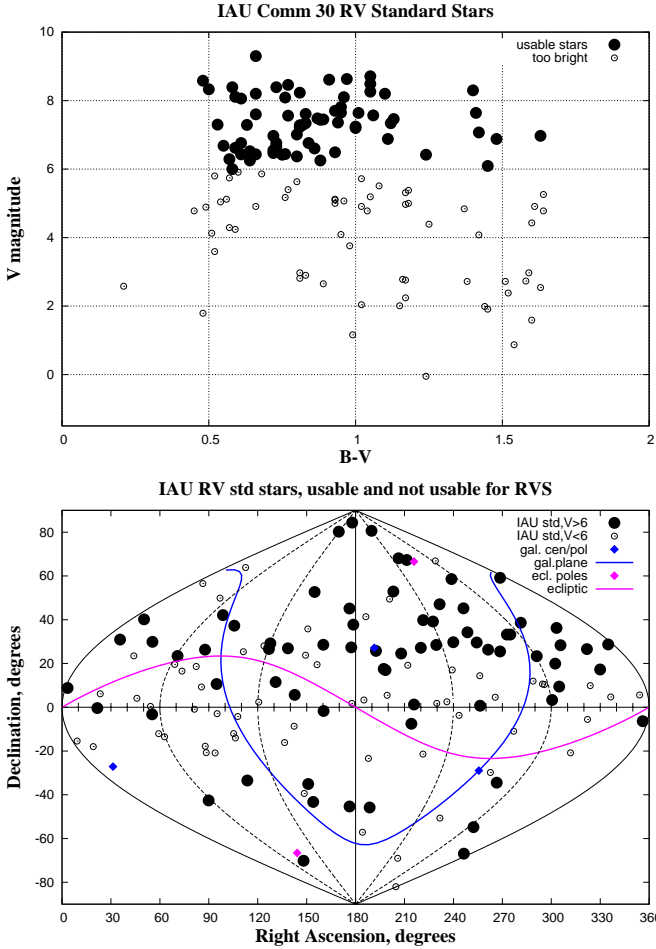 IAU Comm 30 RV Standard Stars
usable stars
too bright
10
8
6
4
2
0
V magnitude
0
0.5
1
1.5
2
B-V
IAU RV std stars, usable and not usable for RVS
IAU std,V>6
IAU std,V<6
gal. cen/pol
gal.plane
ecl. poles
ecliptic
80
60
40
20
0
-20
-40
-60
-80
Declination, degrees
0
30
60
90
120
150
180
210
240
270
300
330
360
Right Ascension, degrees